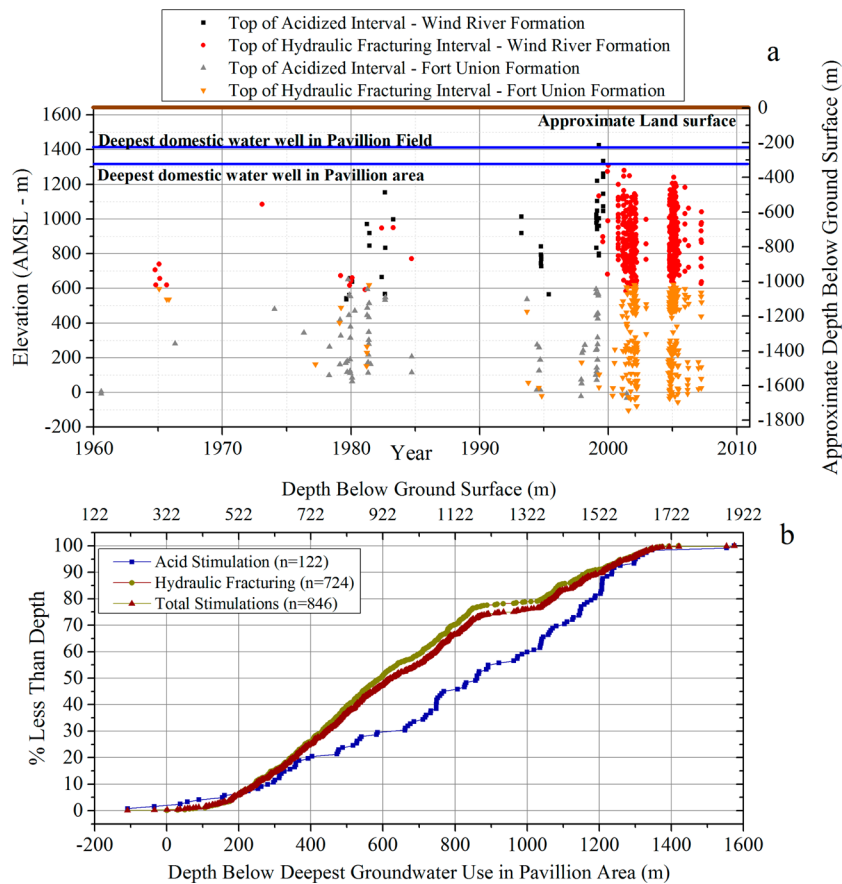 Top of Acidized Interval - Wind River Formation
Top of Hydraulic Fracturing Interval - Wind River Formation
Top of Acidized Interval - Fort Union Formation
Top of Hydraulic Fracturing Interval - Fort Union Formation
a
Elevation (AMSL - m)
1600
1400
1200
1000
800
600
400
200
0
-200
Approximate Land surface
Deepest domestic water well in Pavillion Field
Deepest domestic water well in Pavillion area
0
-200
-400
-600
-800
-1000
-1200
-1400
-1600
-1800
Approximate Depth Below Ground Surface (m)
1960 1970 1980 1990 2000 2010
Year
Depth Below Ground Surface (m)
122 322 522 722 922 1122 1322 1522 1722 1922
b
% Less Than Depth
100
90
80
70
60
50
40
30
20
10
0
Acid Stimulation (n=122)
Hydraulic Fracturing (n=724)
Total Stimulations (n=846)
-200 0 200 400 600 800 1000 1200 1400 1600
Depth Below Deepest Groundwater Use in Pavillion Area (m)